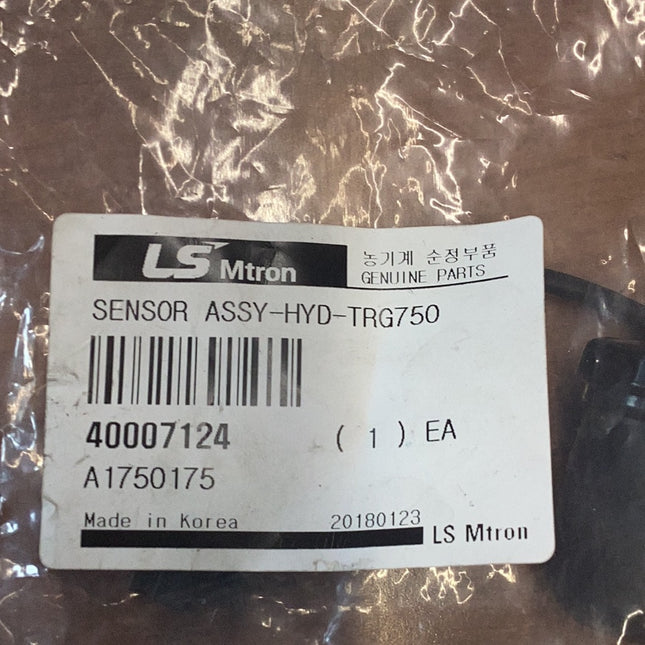 LS Mtron
농기계 순정부품
GENUINE PARTS
SENSOR ASSY-HYD-TRG750
40007124 ( 1 ) EA
A1750175
Made in Korea 20180123
LS Mtron